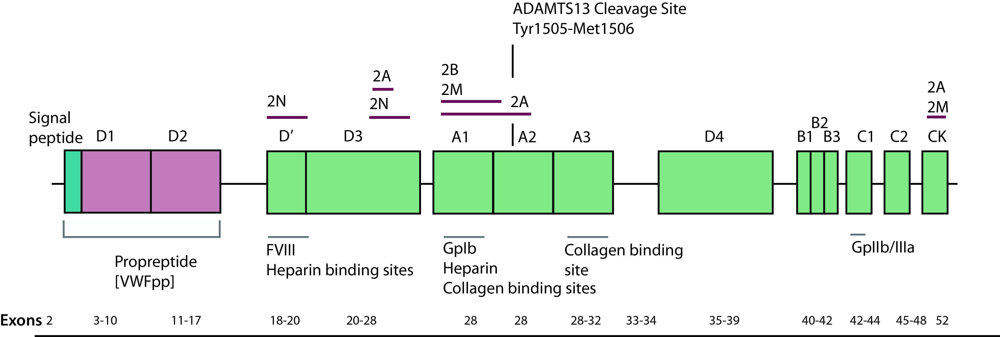 ADAMTS13 Cleavage Site
Tyr1505-Met1506
2B
2M
2A
2N
2N
2A
2A
2M
Signal
peptide
D1
D2
D'
D3
A1
A2
A3
D4
B1
B2
B3
C1
C2
CK
Propreptide
[VWFpp]
FVIII
Heparin binding sites
GpIb
Heparin
Collagen binding sites
Collagen binding
site
GpIIb/IIIa
Exons 2 3-10 11-17 18-20 20-28 28 28 28-32 33-34 35-39 40-42 42-44 45-48 52